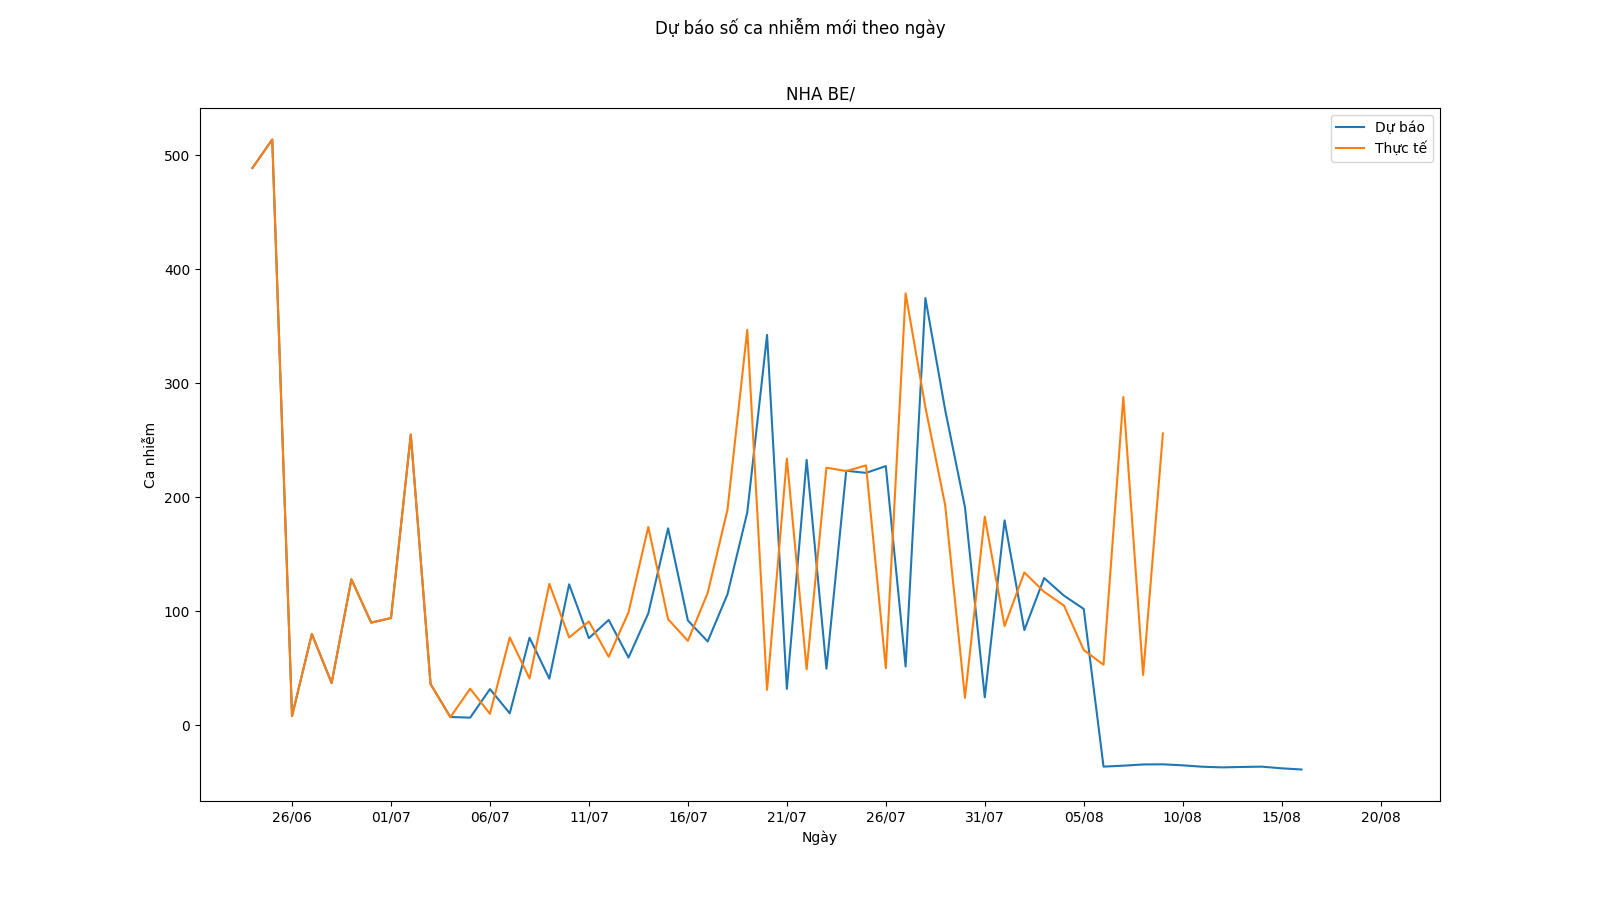 Dự báo số ca nhiễm mới theo ngày
NHA BE/
Dự báo
Thực tế
500
400
300
200
100
0
Ca nhiễm
26/06 01/07 06/07 11/07 16/07 21/07 26/07 31/07 05/08 10/08 15/08 20/08
Ngày